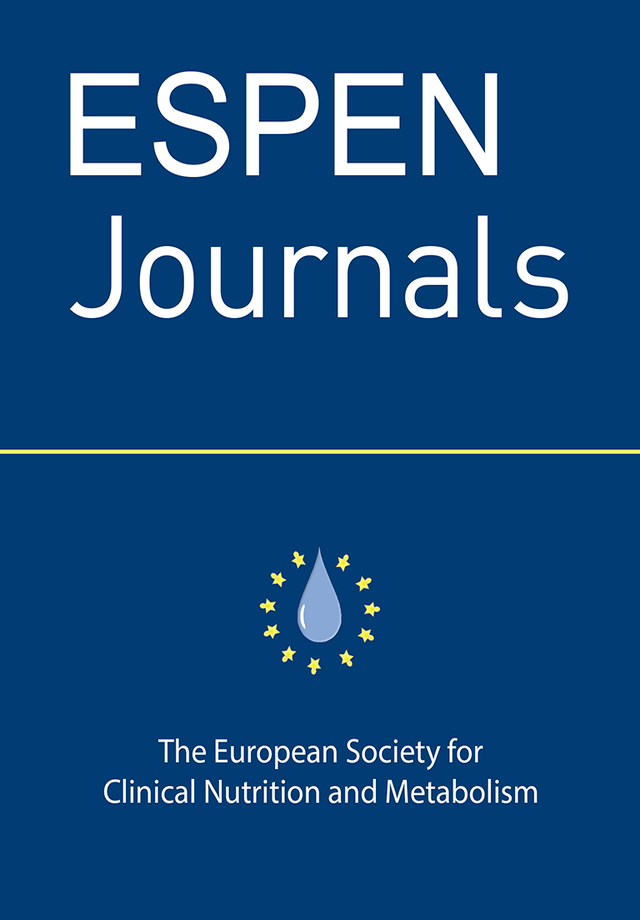 ESPEN
Journals
The European Society for
Clinical Nutrition and Metabolism